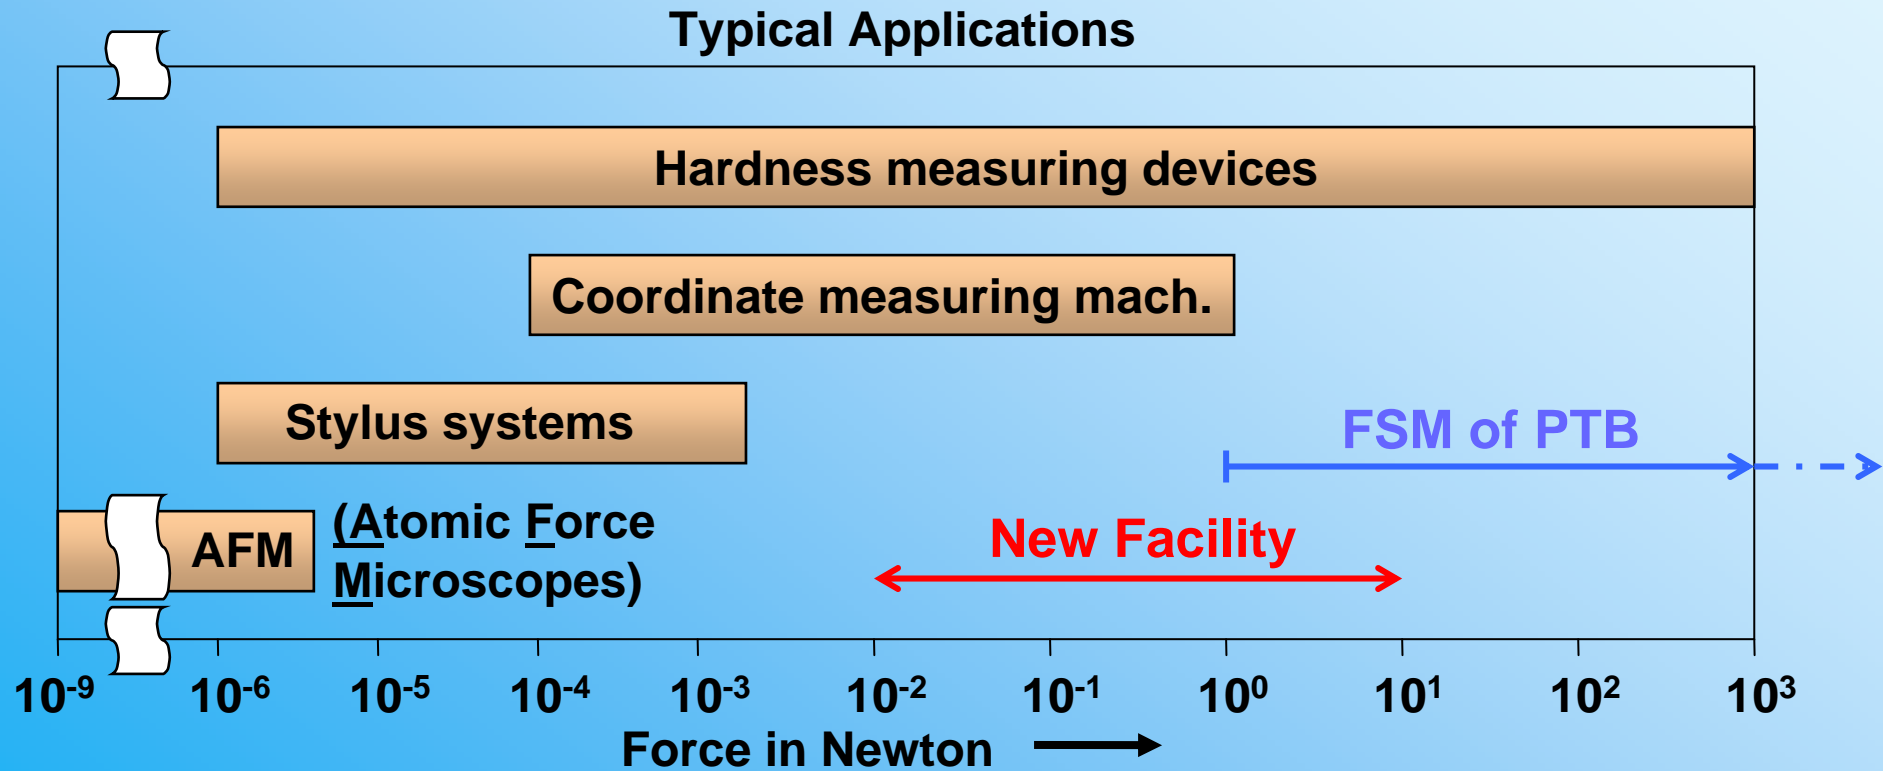 Typical Applications
Hardness measuring devices
Coordinate measuring mach.
Stylus systems
FSM of PTB
AFM
(Atomic Force
Microscopes)
New Facility
10⁻⁹ 10⁻⁶ 10⁻⁵ 10⁻⁴ 10⁻³ 10⁻² 10⁻¹ 10⁰ 10¹ 10² 10³
Force in Newton